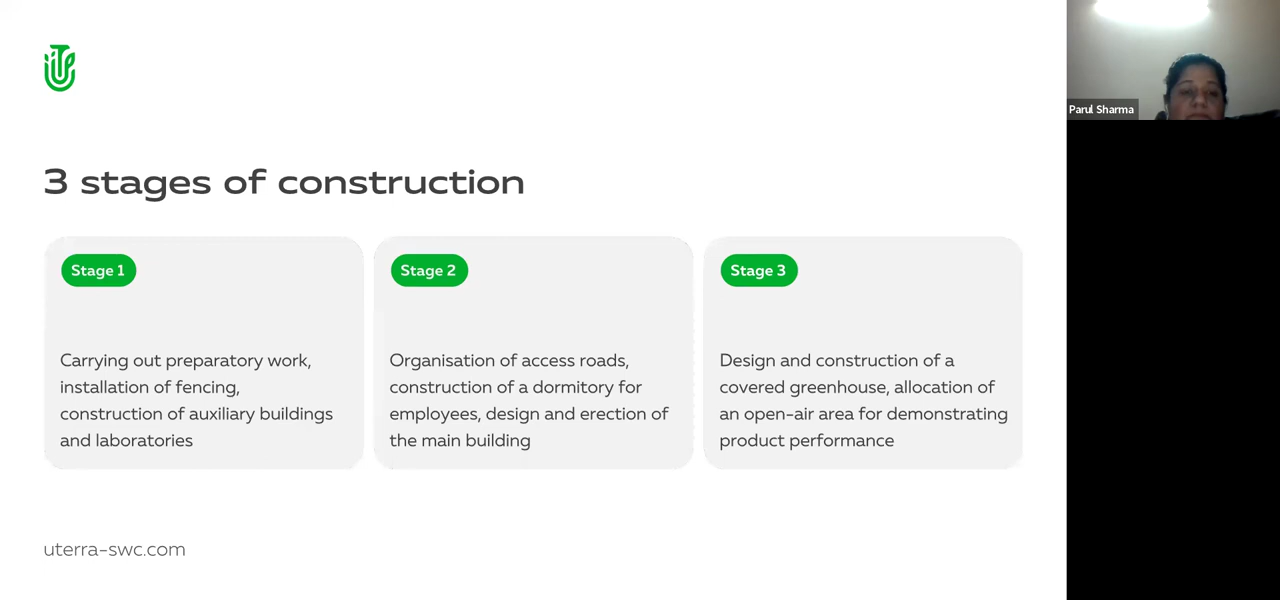 3 stages of construction
Stage 1
Carrying out preparatory work,
installation of fencing,
construction of auxiliary buildings
and laboratories
Stage 2
Organisation of access roads,
construction of a dormitory for
employees, design and erection of
the main building
Stage 3
Design and construction of a
covered greenhouse, allocation of
an open-air area for demonstrating
product performance
uterra-swc.com
Parul Sharma